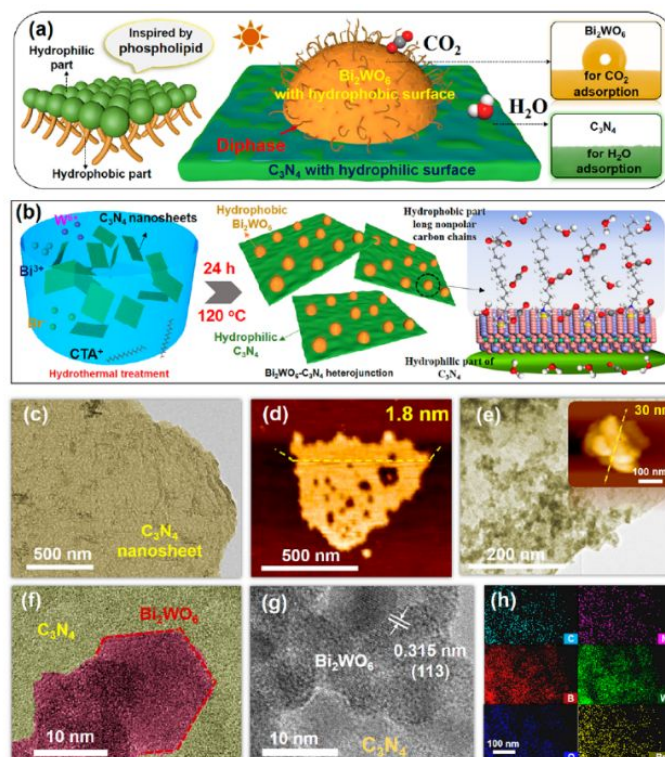 (a)
Inspired by
phospholipid
Hydrophilic
part
Hydrophobic part
CO₂
Bi₂WO₆
with hydrophobic surface
H₂O
Diphase
C₃N₄ with hydrophilic surface
Bi₂WO₆
for CO₂
adsorption
C₃N₄
for H₂O
adsorption
(b)
C₃N₄ nanosheets
Bi³⁺
CTA⁺
Hydrothermal treatment
24 h
120 °C
Hydrophobic
Bi₂WO₆
Hydrophilic
C₃N₄
Bi₂WO₆-C₃N₄ heterojunction
Hydrophobic part
long nonpolar
carbon chains
Hydrophilic part of
C₃N₄
(c)
C₃N₄
nanosheet
500 nm
(d)
1.8 nm
500 nm
(e)
30 nm
100 nm
200 nm
(f)
C₃N₄
Bi₂WO₆
10 nm
(g)
Bi₂WO₆
0.315 nm
(113)
C₃N₄
10 nm
(h)
C
B
100 nm